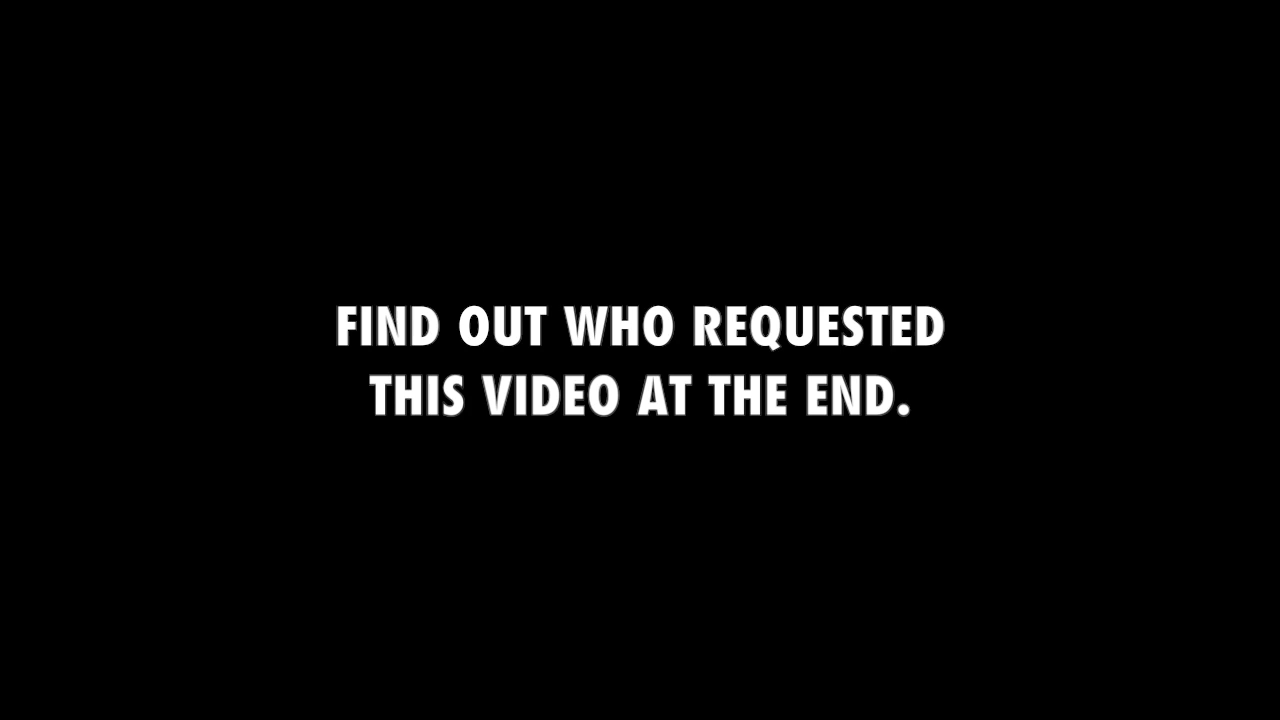 FIND OUT WHO REQUESTED
THIS VIDEO AT THE END.